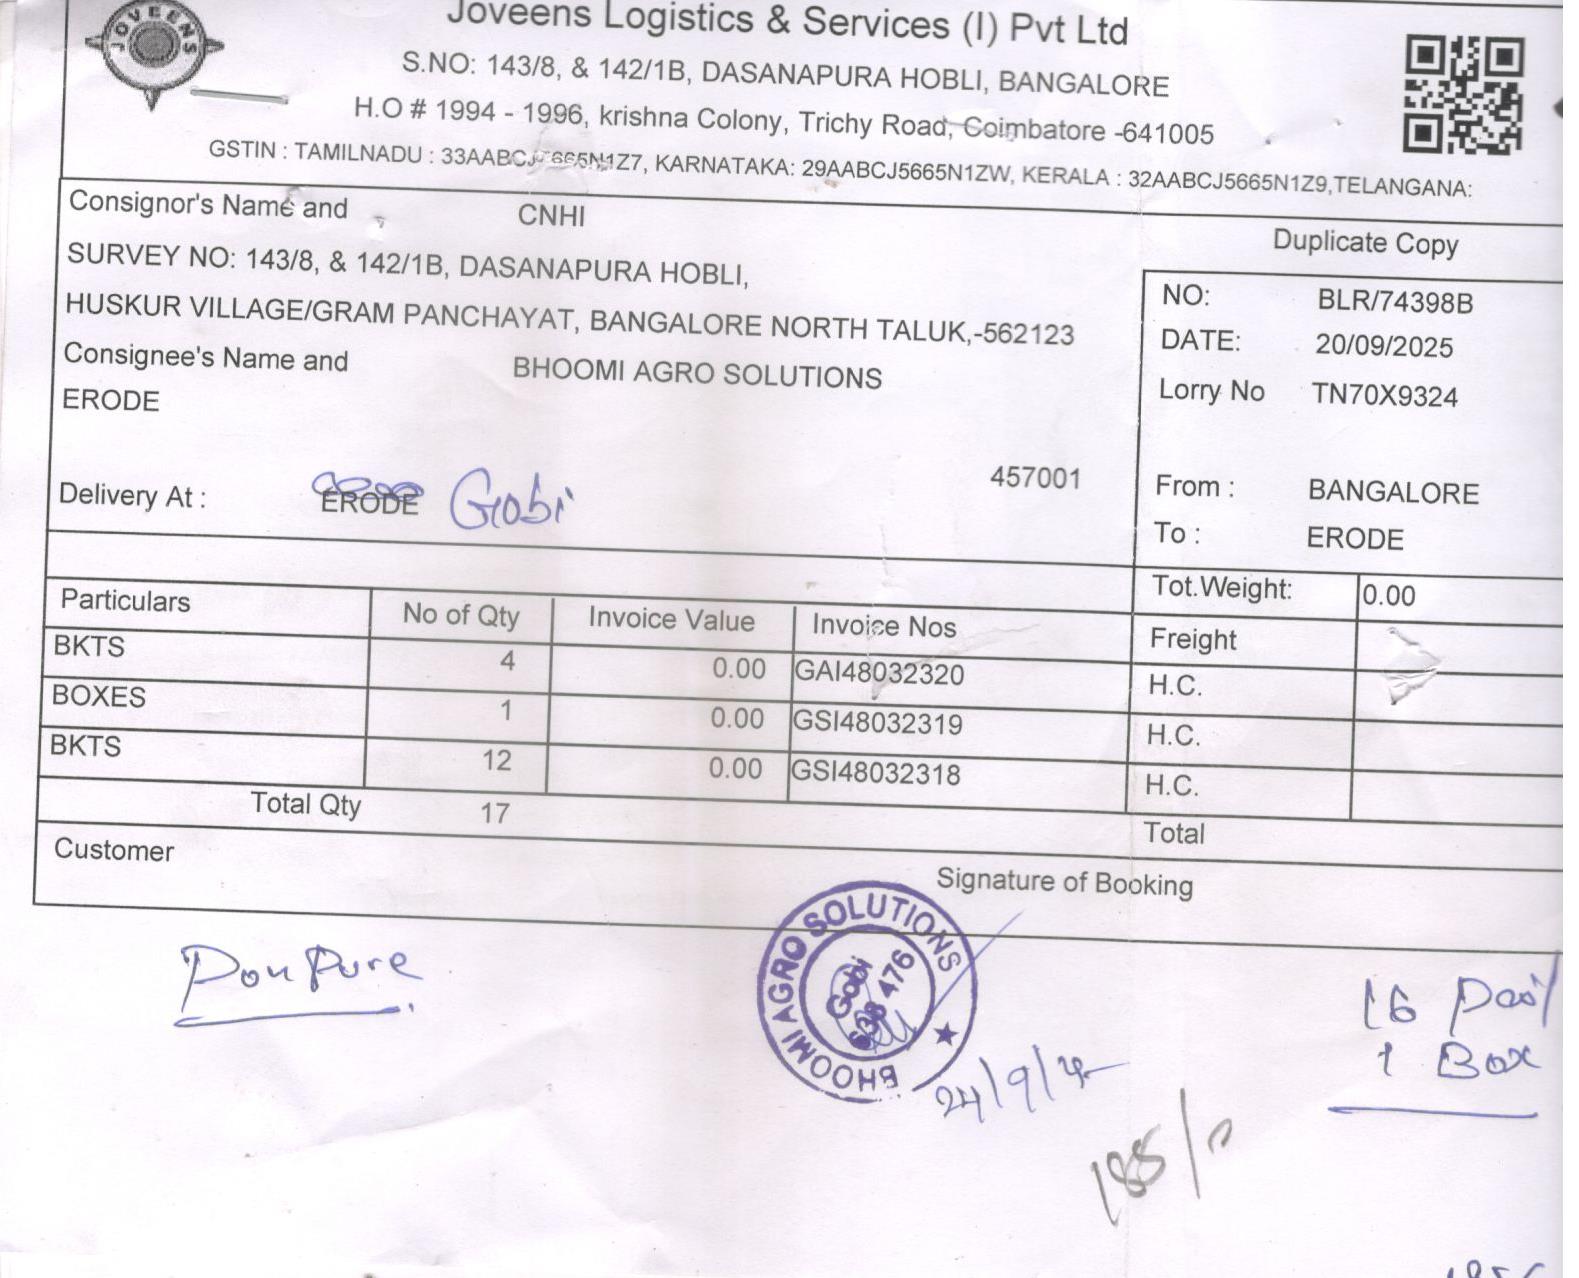 JOVEENS
Joveens Logistics & Services (I) Pvt Ltd
S.NO: 143/8, & 142/1B, DASANAPURA HOBLI, BANGALORE
H.O # 1994 - 1996, krishna Colony, Trichy Road, Coimbatore -641005
GSTIN : TAMILNADU : 33AABCJ5665N1Z7, KARNATAKA: 29AABCJ5665N1ZW, KERALA : 32AABCJ5665N1Z9,TELANGANA:
Consignor's Name and CNHI
SURVEY NO: 143/8, & 142/1B, DASANAPURA HOBLI,
HUSKUR VILLAGE/GRAM PANCHAYAT, BANGALORE NORTH TALUK,-562123
Consignee's Name and BHOOMI AGRO SOLUTIONS
ERODE
457001
Delivery At : ERODE Gobi
Duplicate Copy
NO: BLR/74398B
DATE: 20/09/2025
Lorry No TN70X9324
From : BANGALORE
To : ERODE
Tot.Weight: 0.00
Particulars No of Qty Invoice Value Invoice Nos Freight
BKTS 4 0.00 GAI48032320 H.C.
BOXES 1 0.00 GSI48032319 H.C.
BKTS 12 0.00 GSI48032318 H.C.
Total Qty 17 Total
Customer
Signature of Booking
BHOOMI AGRO SOLUTIONS
Gobi
638 476
24/9/
16
1 Box